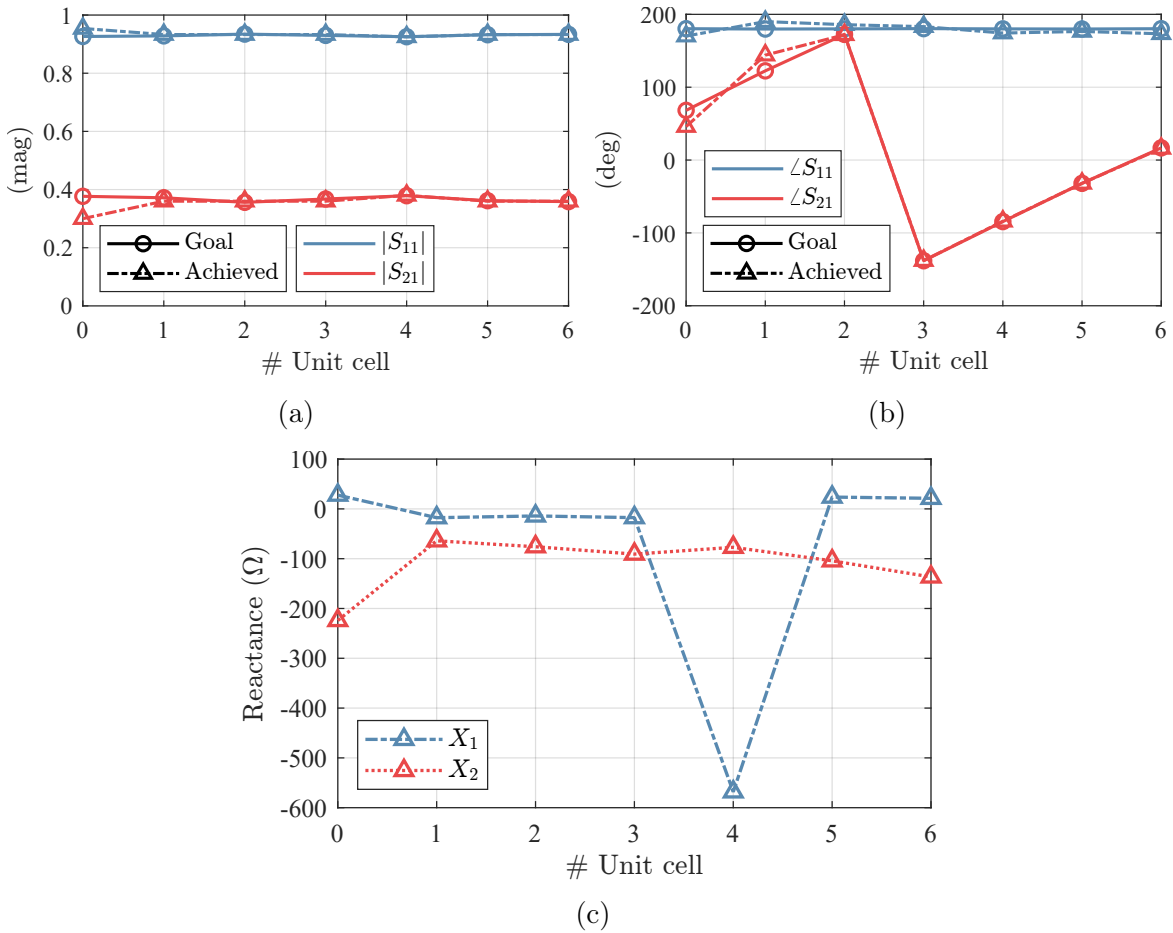 1
0.8
0.6
0.4
0.2
0
(mag)
0 1 2 3 4 5 6
# Unit cell
Goal
Achieved
|S11|
|S21|
(a)
200
100
0
-100
-200
(deg)
0 1 2 3 4 5 6
# Unit cell
∠S11
∠S21
Goal
Achieved
(b)
100
0
-100
-200
-300
-400
-500
-600
Reactance (Ω)
0 1 2 3 4 5 6
# Unit cell
X1
X2
(c)